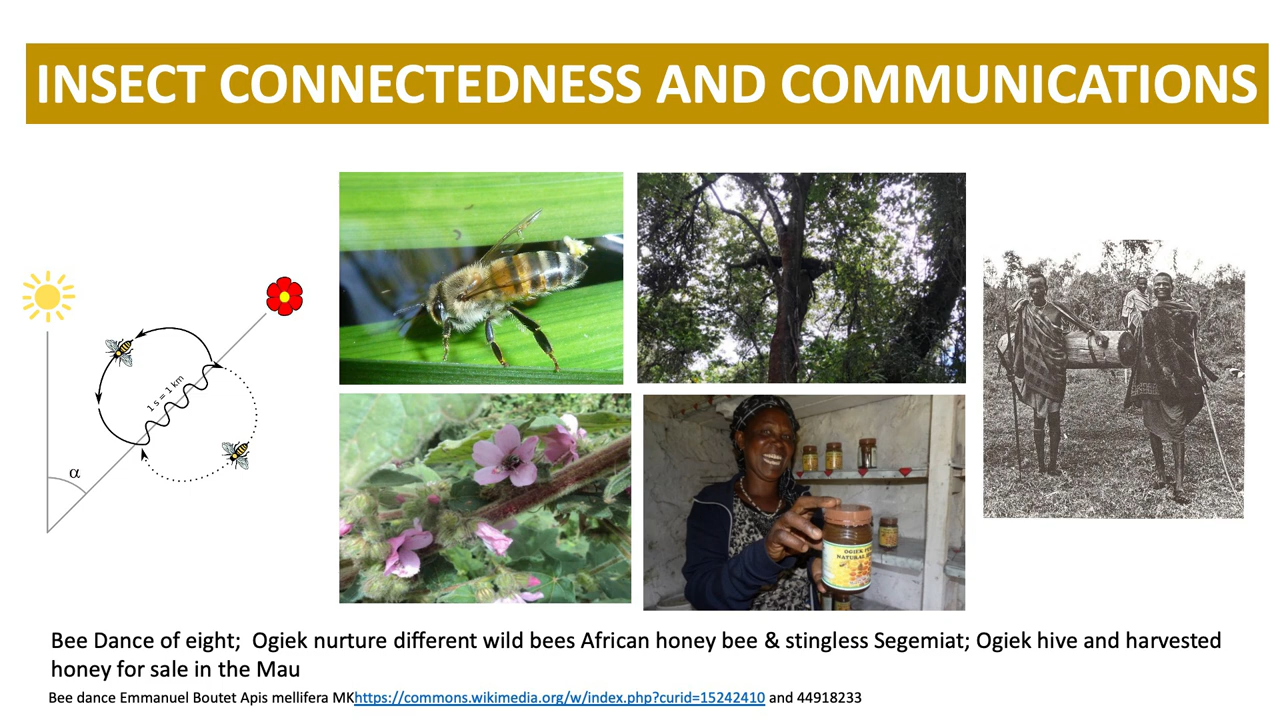 INSECT CONNECTEDNESS AND COMMUNICATIONS
1 s = 1 km
α
OGIEK
NATURAL
Bee Dance of eight;  Ogiek nurture different wild bees African honey bee & stingless Segemiat; Ogiek hive and harvested
honey for sale in the Mau
Bee dance Emmanuel Boutet Apis mellifera MKhttps://commons.wikimedia.org/w/index.php?curid=15242410 and 44918233